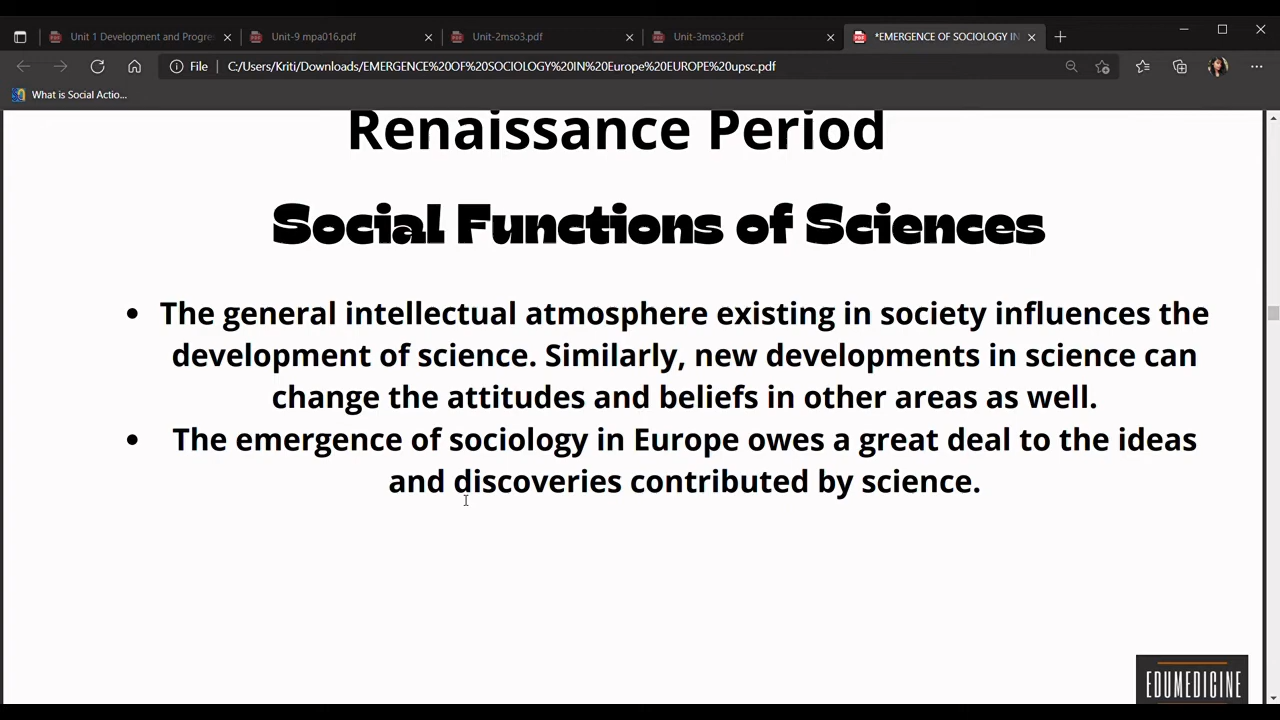 Unit 1 Development and Progre
Unit-9 mpa016.pdf
Unit-2mso3.pdf
Unit-3mso3.pdf
*EMERGENCE OF SOCIOLOGY IN
File
C:/Users/Kriti/Downloads/EMERGENCE%20OF%20SOCIOLOGY%20IN%20Europe%20EUROPE%20upsc.pdf
What is Social Actio...
Renaissance Period
Social Functions of Sciences
• The general intellectual atmosphere existing in society influences the
development of science. Similarly, new developments in science can
change the attitudes and beliefs in other areas as well.
• The emergence of sociology in Europe owes a great deal to the ideas
and discoveries contributed by science.
EDUMEDICINE